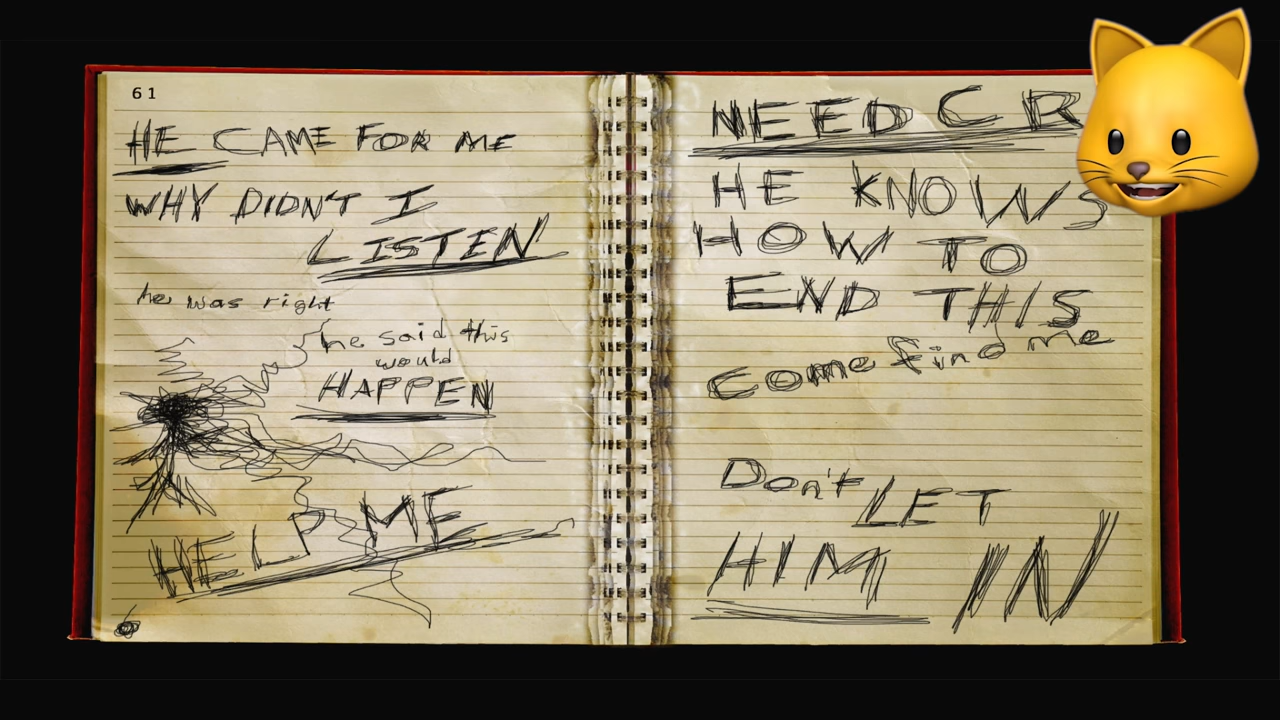 61
HE CAME FOR ME
WHY DIDN'T I
LISTEN
he was right
he said this
would
HAPPEN
HELP ME
NEED C R
HE KNOWS
HOW TO
END THIS
come find me
Don't LET
HIM IN